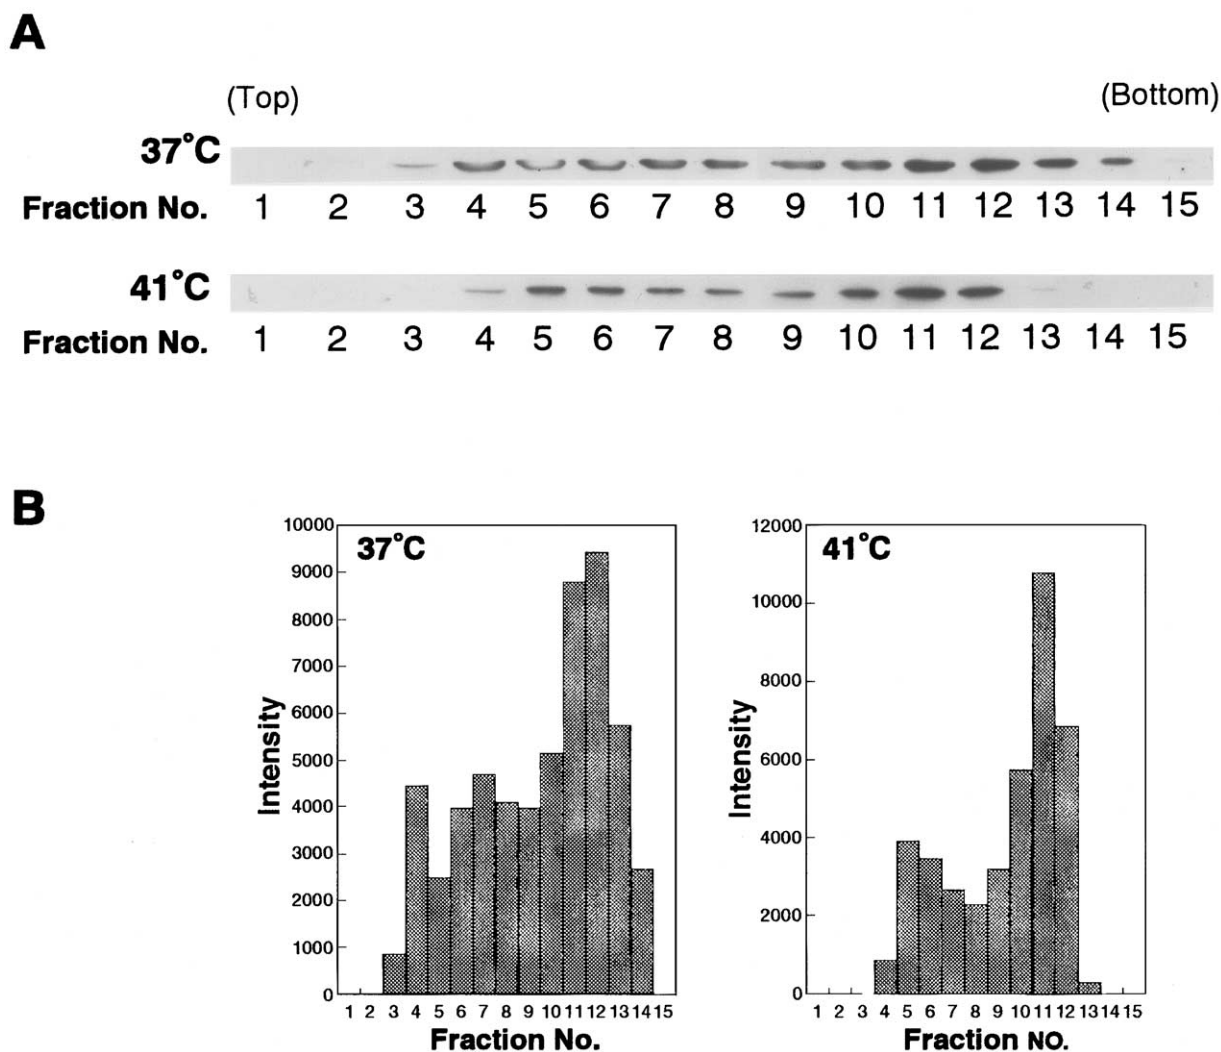 A
(Top) (Bottom)
37°C
Fraction No. 1 2 3 4 5 6 7 8 9 10 11 12 13 14 15
41°C
Fraction No. 1 2 3 4 5 6 7 8 9 10 11 12 13 14 15
B
37°C
10000
9000
8000
7000
6000
5000
4000
3000
2000
1000
0
Intensity
1 2 3 4 5 6 7 8 9 10 11 12 13 14 15
Fraction No.
41°C
12000
10000
8000
6000
4000
2000
0
Intensity
1 2 3 4 5 6 7 8 9 10 11 12 13 14 15
Fraction NO.